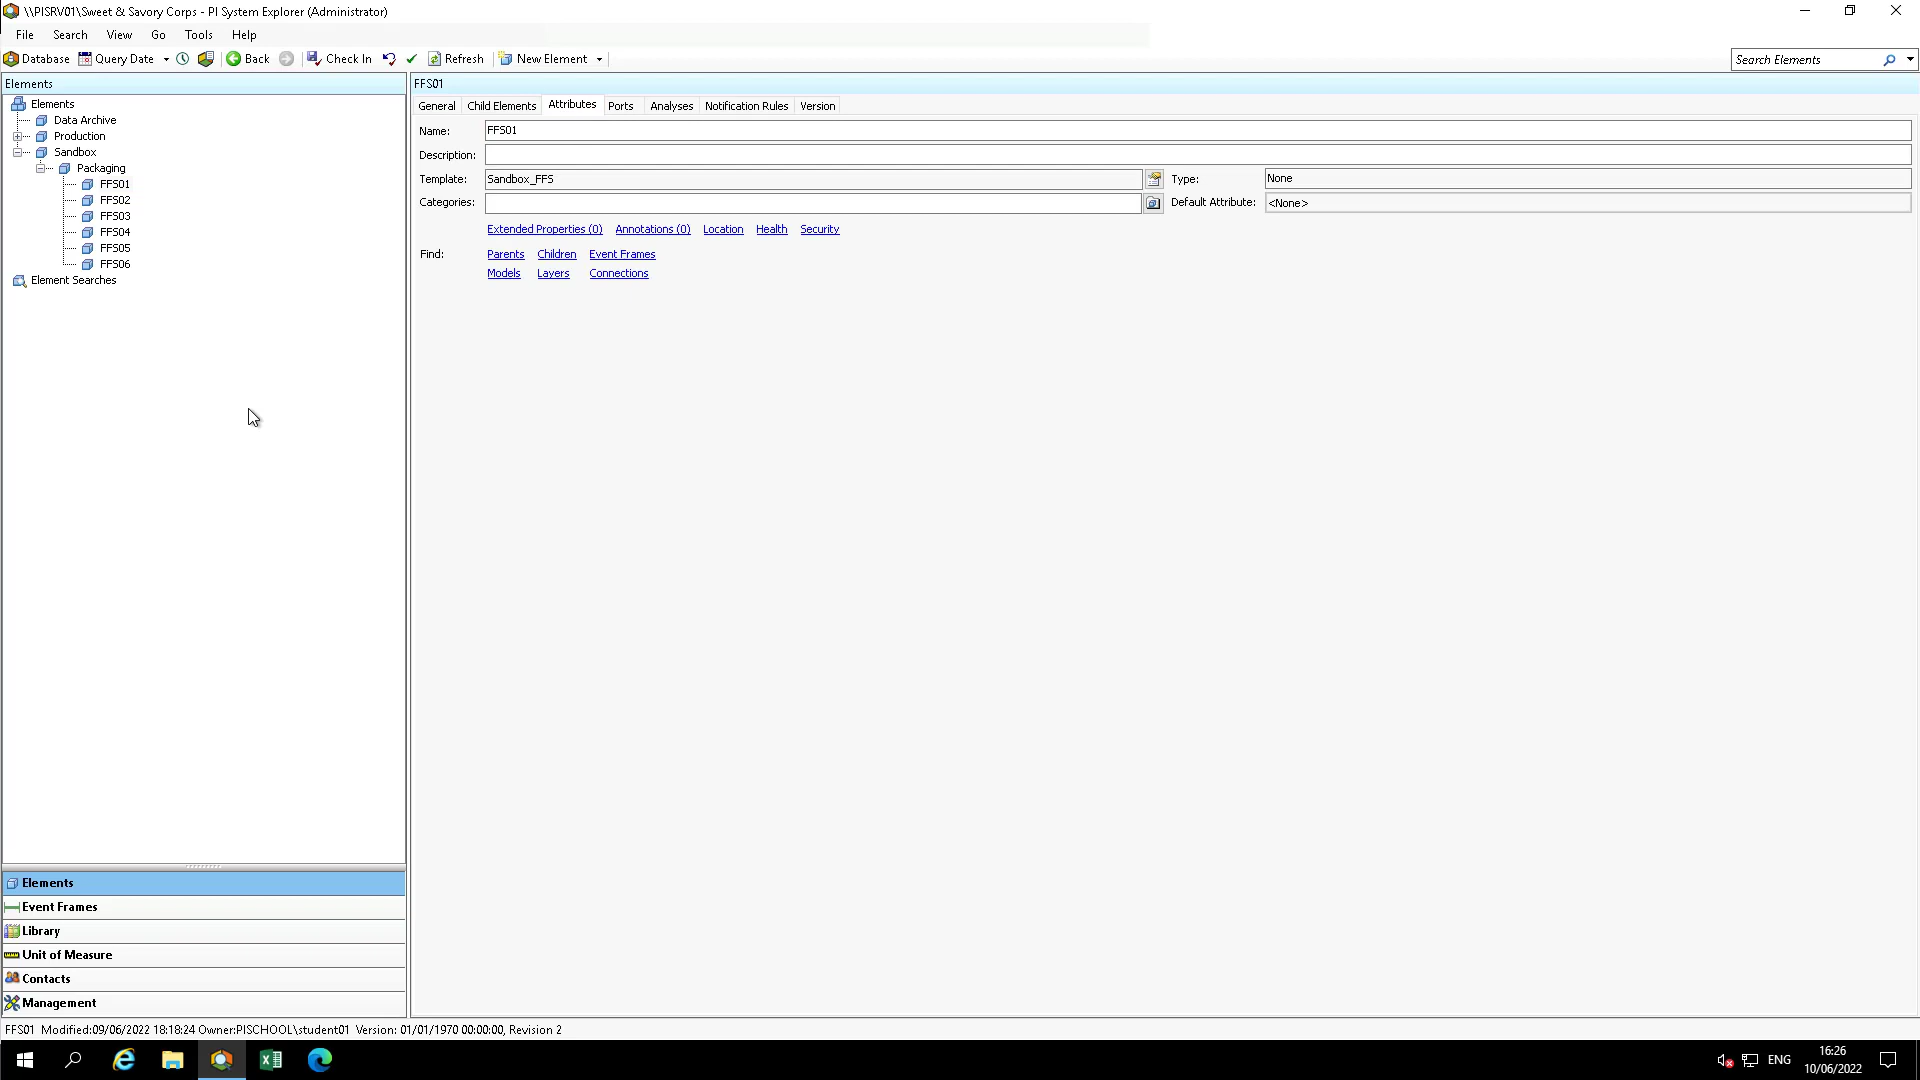 \\PISRV01\Sweet & Savory Corps - PI System Explorer (Administrator)
File Search View Go Tools Help
Database Query Date Back Check In Refresh New Element Search Elements
Elements
FFS01
Elements
Data Archive
Production
Sandbox
Packaging
FFS01
FFS02
FFS03
FFS04
FFS05
FFS06
Element Searches
General Child Elements Attributes Ports Analyses Notification Rules Version
Name: FFS01
Description:
Template: Sandbox_FFS Type: None
Categories: Default Attribute: <None>
Extended Properties (0) Annotations (0) Location Health Security
Find: Parents Children Event Frames
Models Layers Connections
Elements
Event Frames
Library
Unit of Measure
Contacts
Management
FFS01 Modified:09/06/2022 18:18:24 Owner:PISCHOOL\student01 Version: 01/01/1970 00:00:00, Revision 2
ENG
16:26
10/06/2022